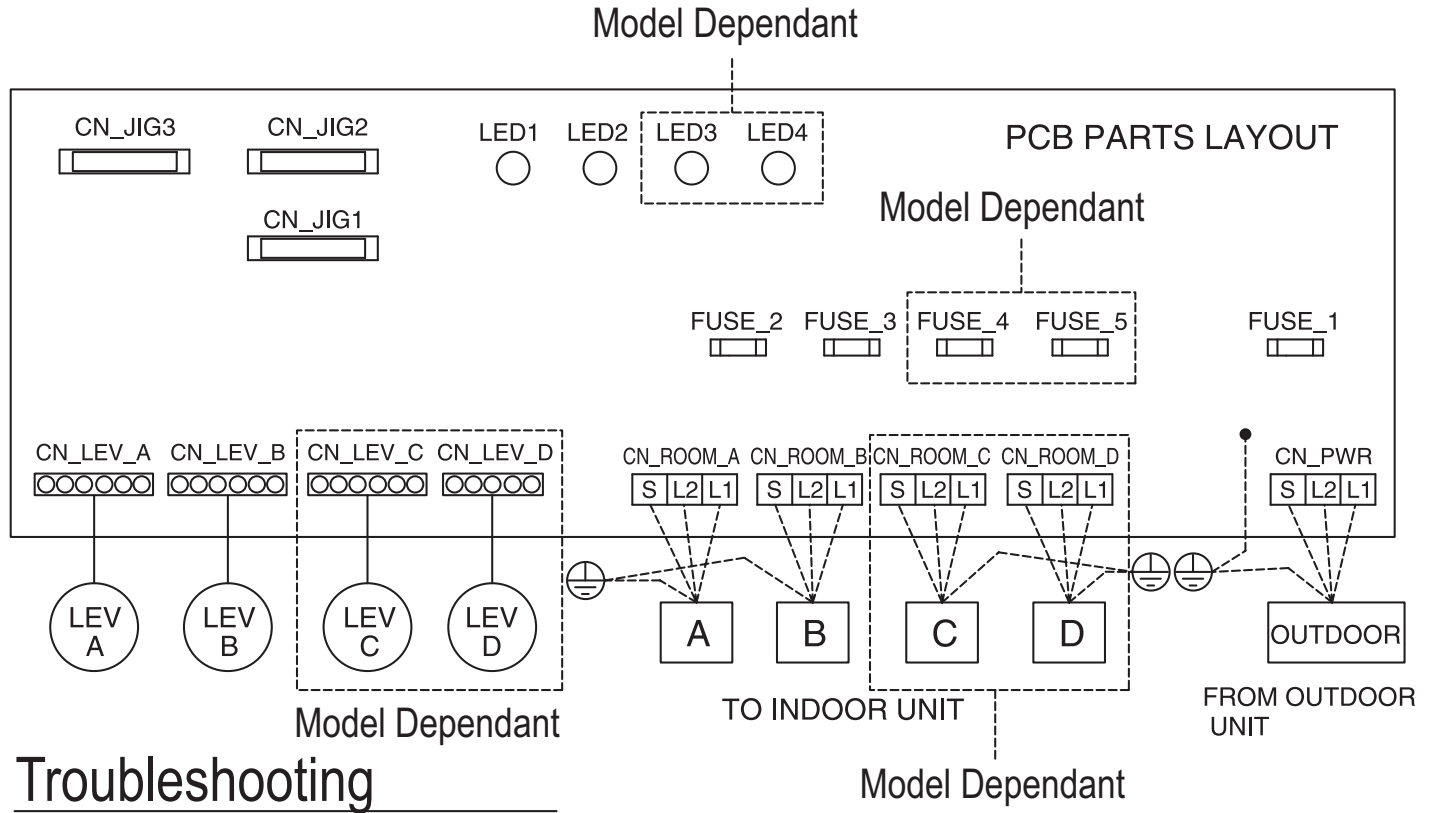 Model Dependant
CN_JIG3 CN_JIG2 LED1 LED2 LED3 LED4 PCB PARTS LAYOUT
CN_JIG1
Model Dependant
FUSE_2 FUSE_3 FUSE_4 FUSE_5 FUSE_1
CN_LEV_A CN_LEV_B CN_LEV_C CN_LEV_D CN_ROOM_A CN_ROOM_B CN_ROOM_C CN_ROOM_D CN_PWR
S L2 L1 S L2 L1 S L2 L1 S L2 L1 S L2 L1
LEV A LEV B LEV C LEV D A B C D OUTDOOR
TO INDOOR UNIT
FROM OUTDOOR
UNIT
Model Dependant
Model Dependant
Troubleshooting